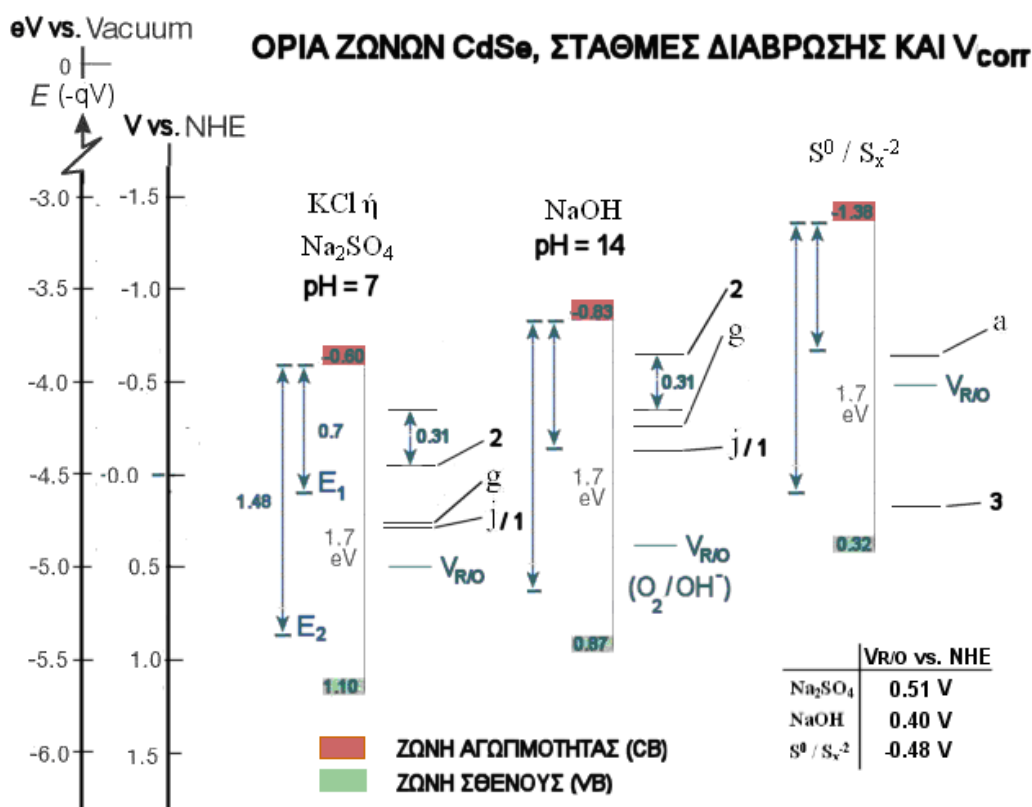 eV vs. Vacuum
ΟΡΙΑ ΖΩΝΩΝ CdSe, ΣΤΑΘΜΕΣ ΔΙΑΒΡΩΣΗΣ ΚΑΙ Vcorr
0
E (-qV)
V vs. NHE
S⁰ / Sₓ⁻²
-3.0
-1.5
-1.38
KCl ή
Na₂SO₄
pH = 7
NaOH
pH = 14
-3.5
-1.0
-0.83
2
g
a
-0.60
-4.0
-0.5
0.31
VR/O
1.7
eV
0.7
0.31
2
j/1
-4.5
-0.0
E₁
g
1.7
eV
3
1.48
j/1
1.7
eV
0.32
VR/O
-5.0
0.5
VR/O
(O₂/OH⁻)
E₂
0.87
-5.5
1.0
1.10
VR/O vs. NHE
Na₂SO₄ 0.51 V
NaOH 0.40 V
S⁰ / Sₓ⁻² -0.48 V
-6.0
1.5
ΖΩΝΗ ΑΓΩΓΙΜΟΤΗΤΑΣ (CB)
ΖΩΝΗ ΣΘΕΝΟΥΣ (VB)